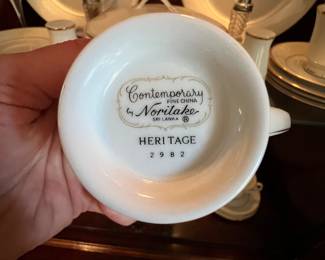 Contemporary
FINE CHINA
by Noritake
SRI LANKA ®
HERITAGE
2982